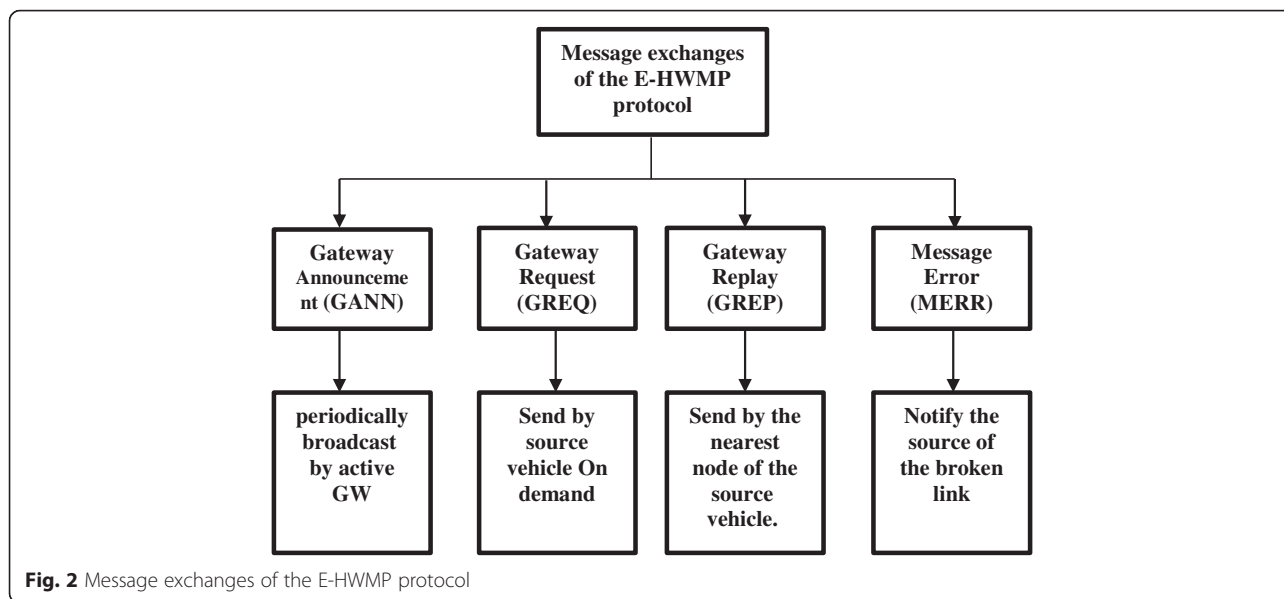 Message exchanges
of the E-HWMP
protocol
Gateway
Announceme
nt (GANN)
Gateway
Request
(GREQ)
Gateway
Replay
(GREP)
Message
Error
(MERR)
periodically
broadcast
by active
GW
Send by
source
vehicle On
demand
Send by the
nearest
node of the
source
vehicle.
Notify the
source of
the broken
link
Fig. 2 Message exchanges of the E-HWMP protocol